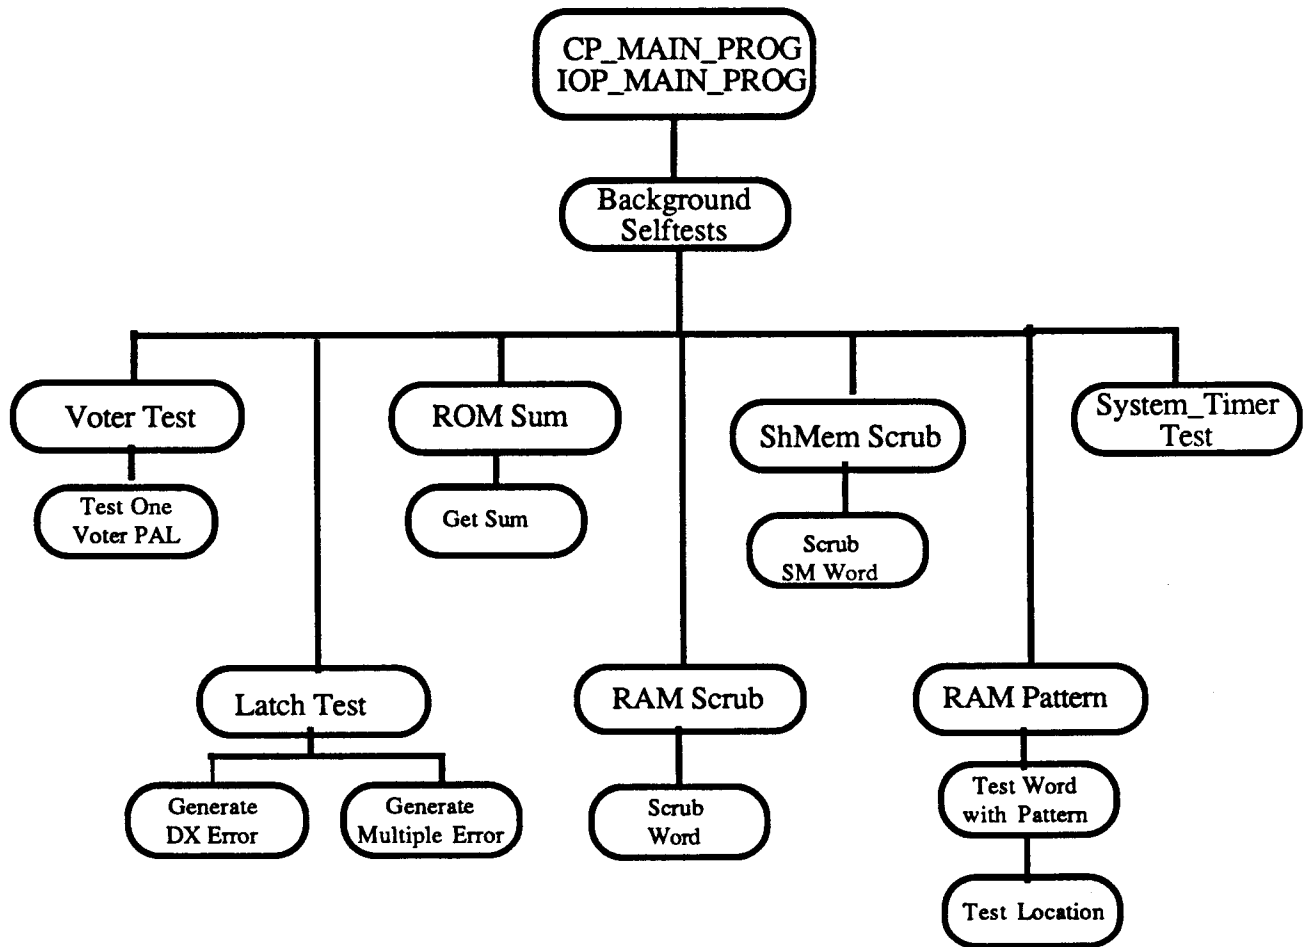 CP_MAIN_PROG
IOP_MAIN_PROG
Background
Selftests
Voter Test
ROM Sum
ShMem Scrub
System_Timer
Test
Test One
Voter PAL
Get Sum
Scrub
SM Word
Latch Test
RAM Scrub
RAM Pattern
Generate
DX Error
Generate
Multiple Error
Scrub
Word
Test Word
with Pattern
Test Location